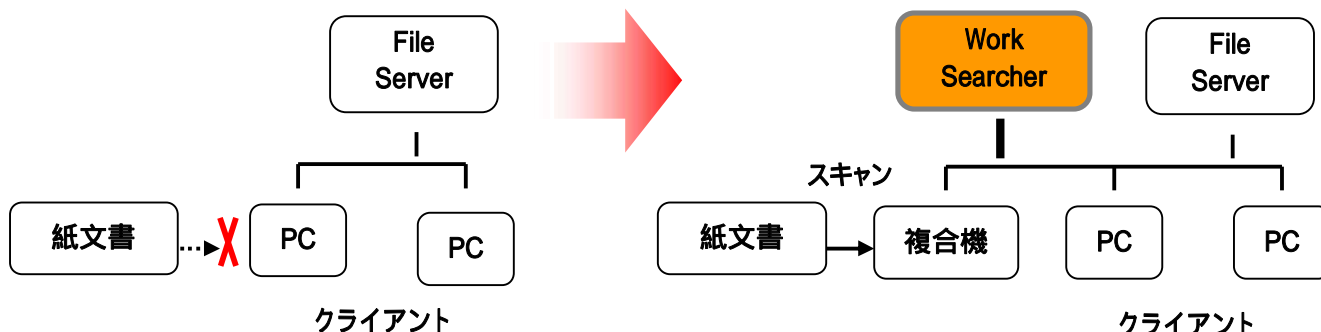 File
Server
紙文書
PC
PC
クライアント
Work
Searcher
File
Server
スキャン
紙文書
複合機
PC
PC
クライアント